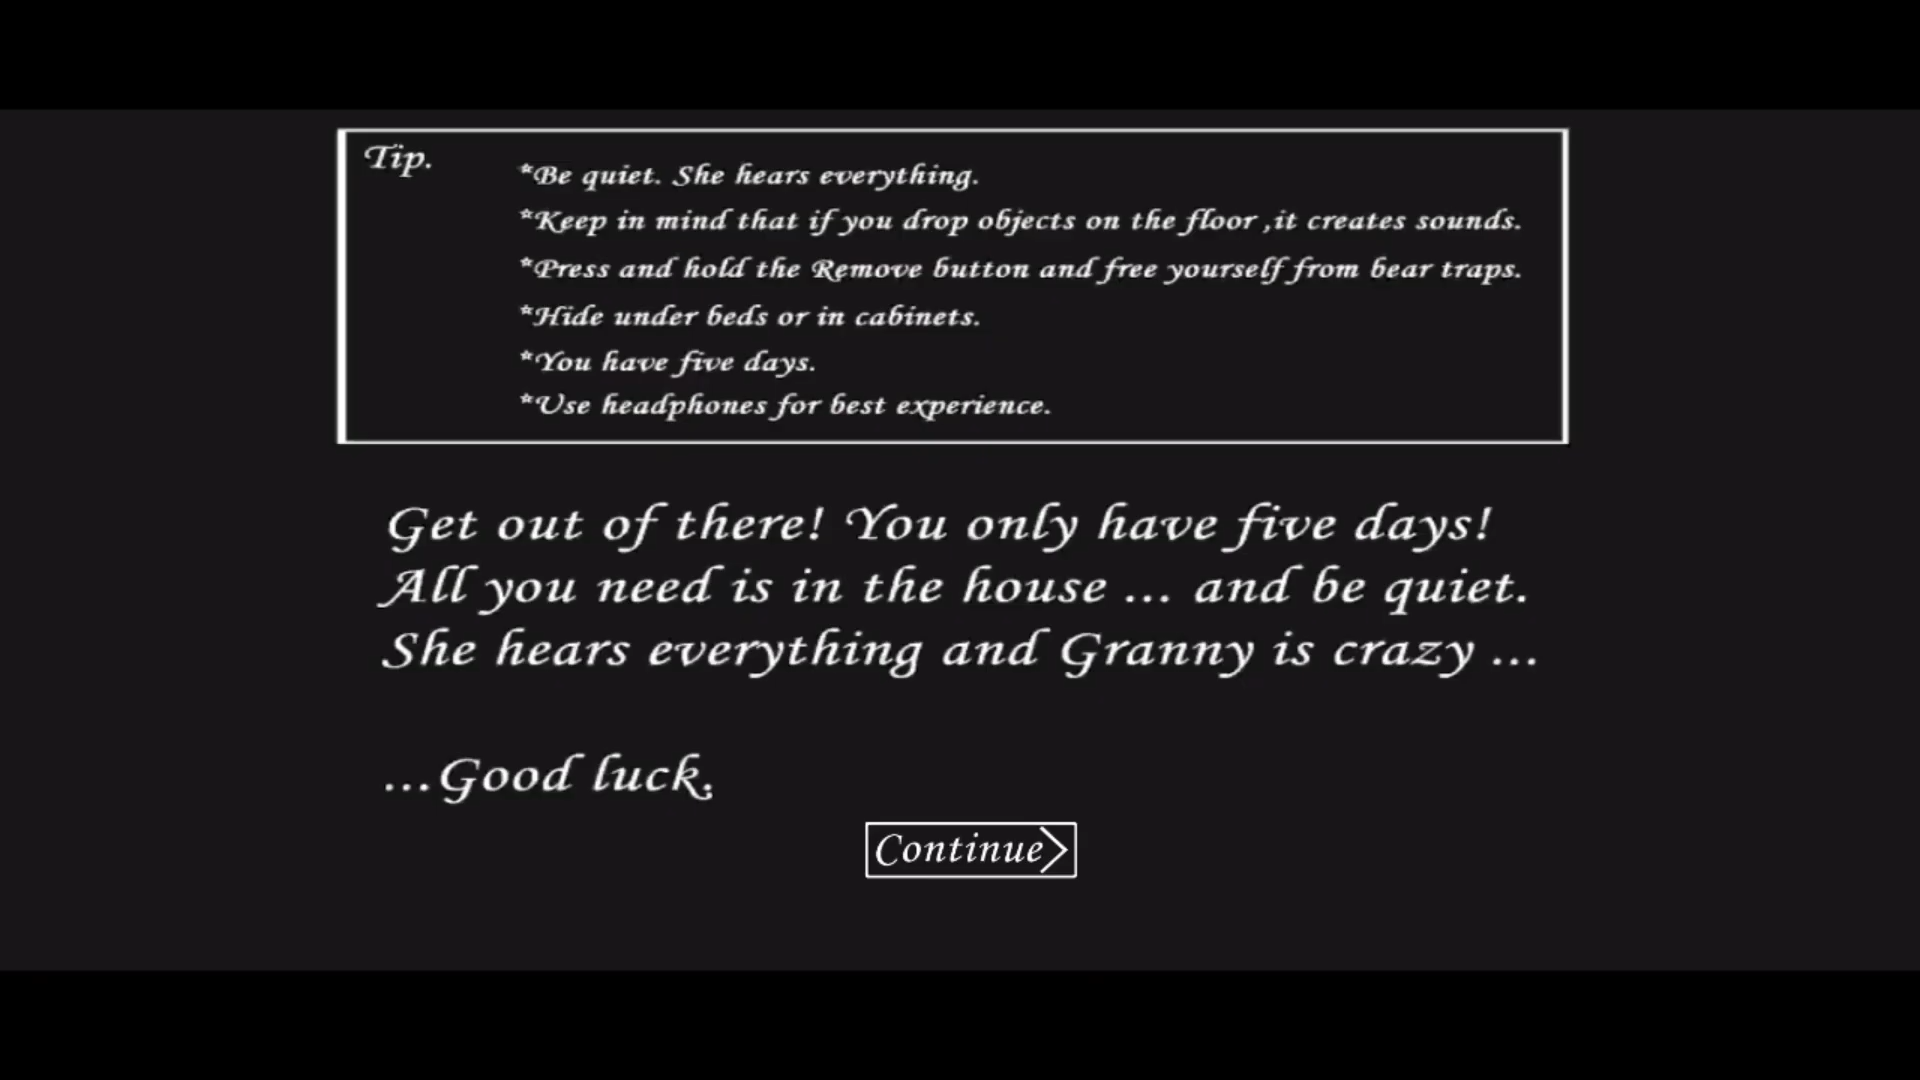 Tip.
*Be quiet. She hears everything.
*Keep in mind that if you drop objects on the floor ,it creates sounds.
*Press and hold the Remove button and free yourself from bear traps.
*Hide under beds or in cabinets.
*You have five days.
*Use headphones for best experience.
Get out of there! You only have five days!
All you need is in the house ... and be quiet.
She hears everything and Granny is crazy ...
...Good luck.
Continue